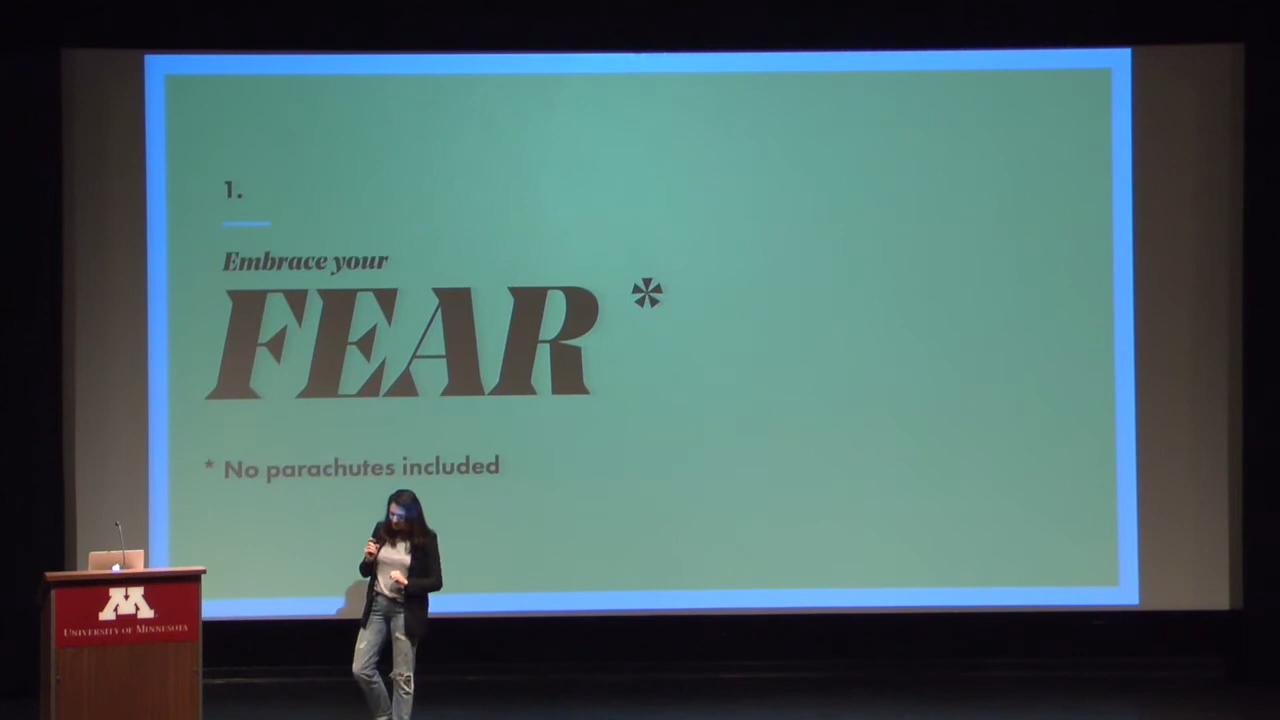 1.
Embrace your
FEAR *
* No parachutes included
M
UNIVERSITY OF MINNESOTA